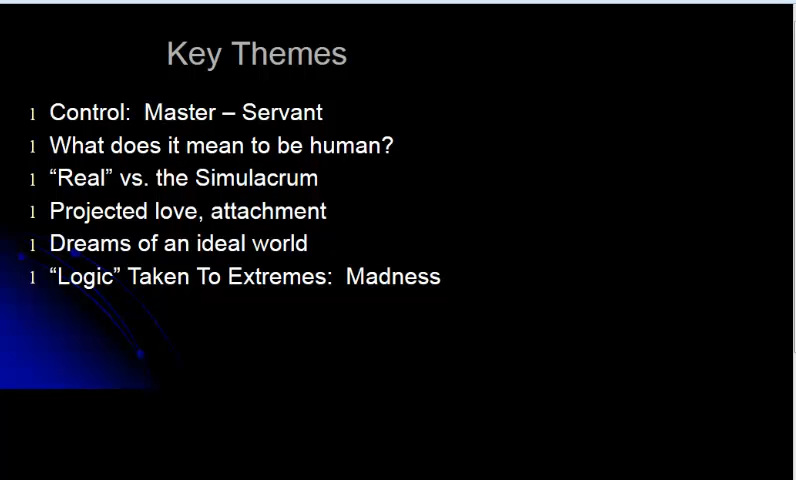 Key Themes
l Control: Master – Servant
l What does it mean to be human?
l “Real” vs. the Simulacrum
l Projected love, attachment
l Dreams of an ideal world
l “Logic” Taken To Extremes: Madness